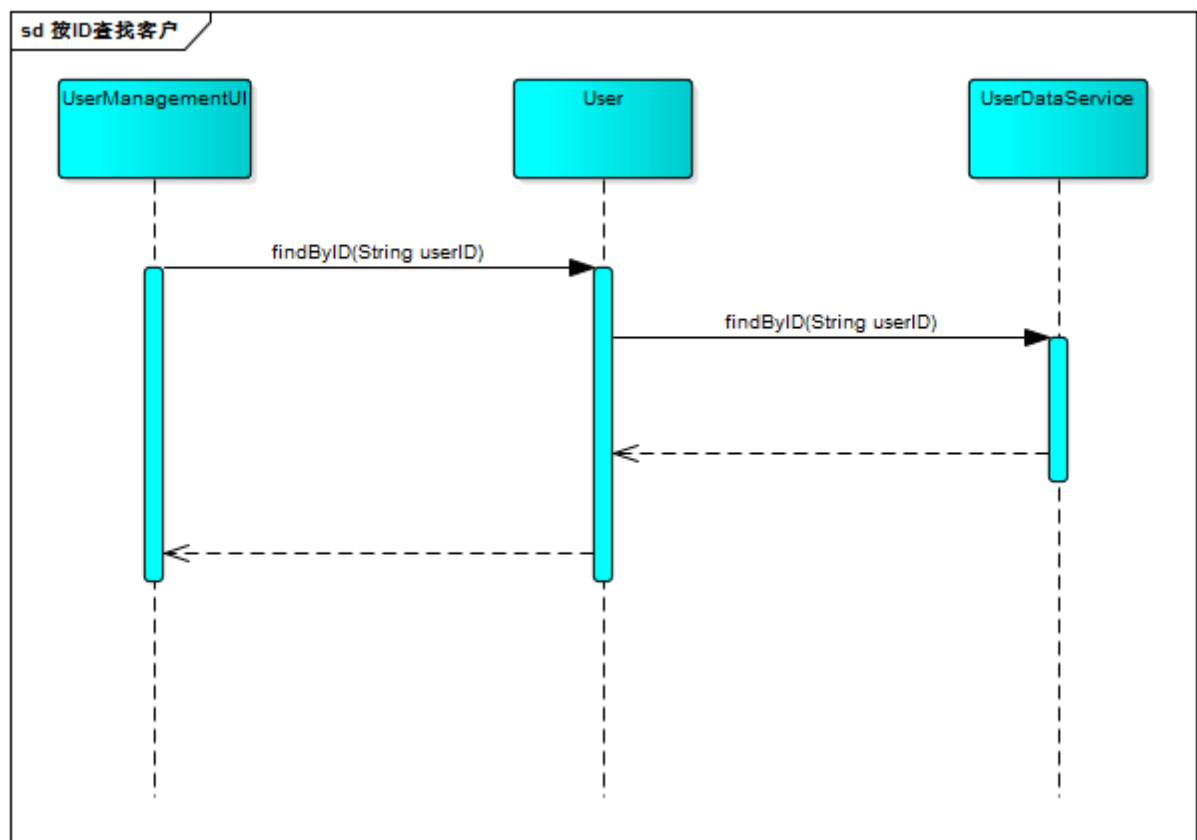 sd 按ID查找客户
UserManagementUI
User
UserDataService
findByID(String userID)
findByID(String userID)